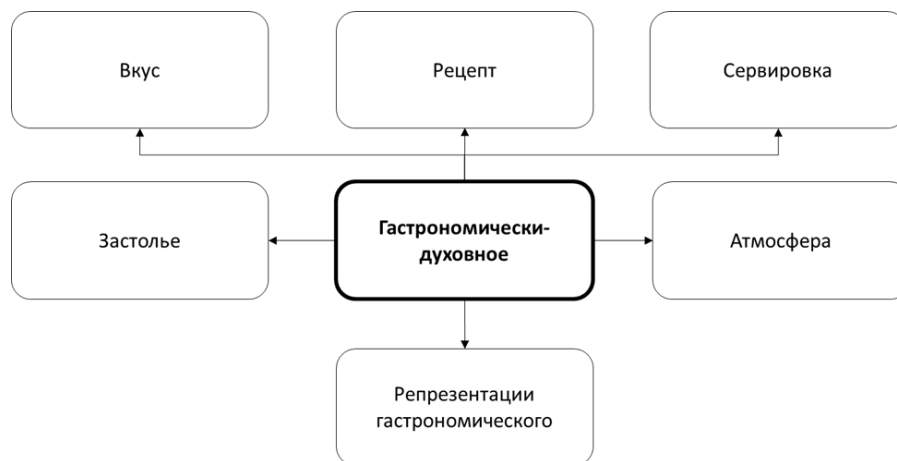 Вкус
Рецепт
Сервировка
Застолье
Гастрономически-
духовное
Атмосфера
Репрезентации
гастрономического